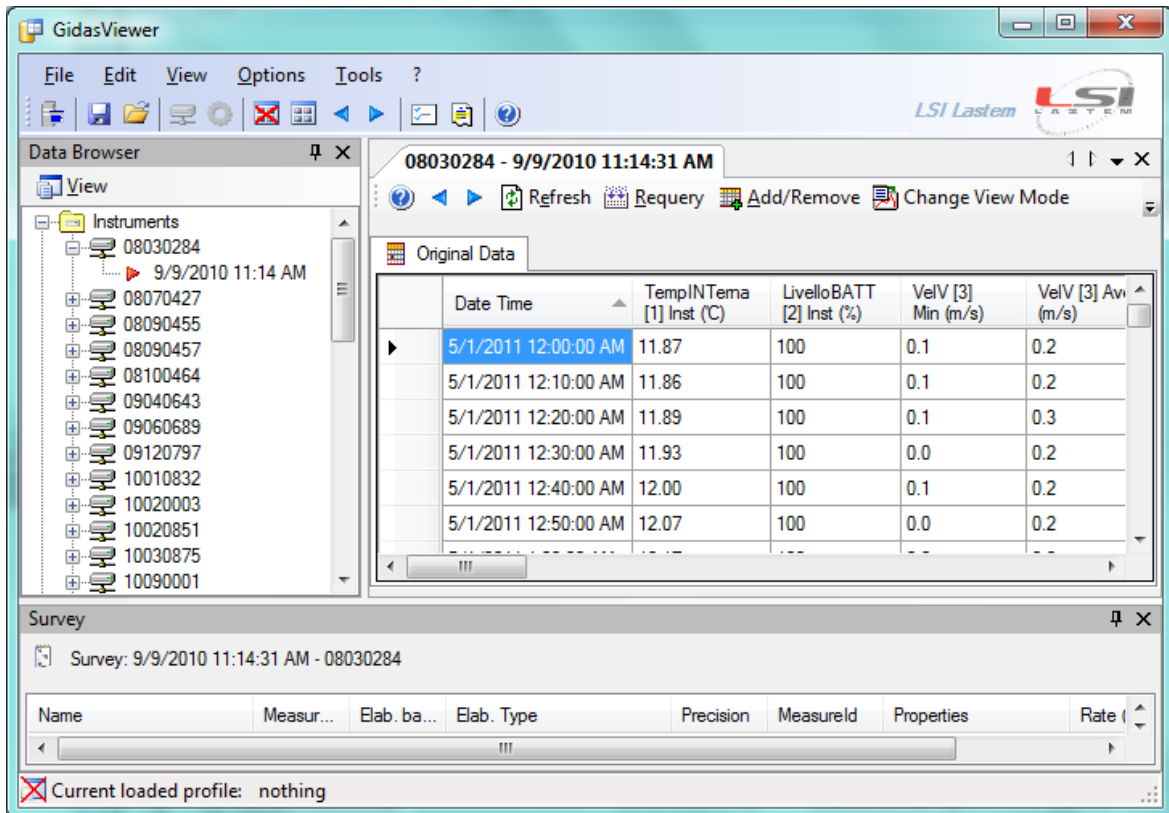 GidasViewer
File Edit View Options Tools ?
LSI Lastem
LSI
LASTEM
Data Browser
View
Instruments
08030284
9/9/2010 11:14 AM
08070427
08090455
08090457
08100464
09040643
09060689
09120797
10010832
10020003
10020851
10030875
10090001
08030284 - 9/9/2010 11:14:31 AM
Refresh Requery Add/Remove Change View Mode
Original Data
Date Time TempINTerna [1] Inst (°C) LivelloBATT [2] Inst (%) VelV [3] Min (m/s) VelV [3] Av (m/s)
5/1/2011 12:00:00 AM 11.87 100 0.1 0.2
5/1/2011 12:10:00 AM 11.86 100 0.1 0.2
5/1/2011 12:20:00 AM 11.89 100 0.1 0.3
5/1/2011 12:30:00 AM 11.93 100 0.0 0.2
5/1/2011 12:40:00 AM 12.00 100 0.1 0.2
5/1/2011 12:50:00 AM 12.07 100 0.0 0.2
Survey
Survey: 9/9/2010 11:14:31 AM - 08030284
Name Measur... Elab. ba... Elab. Type Precision MeasureId Properties Rate (
Current loaded profile: nothing